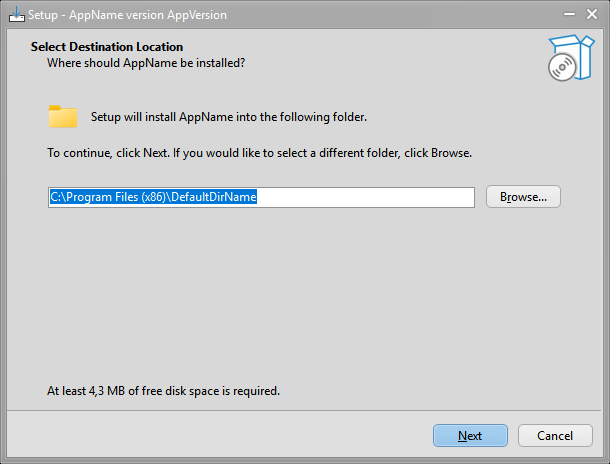 Setup - AppName version AppVersion
Select Destination Location
Where should AppName be installed?
Setup will install AppName into the following folder.
To continue, click Next. If you would like to select a different folder, click Browse.
C:\Program Files (x86)\DefaultDirName
Browse...
At least 4,3 MB of free disk space is required.
Next
Cancel